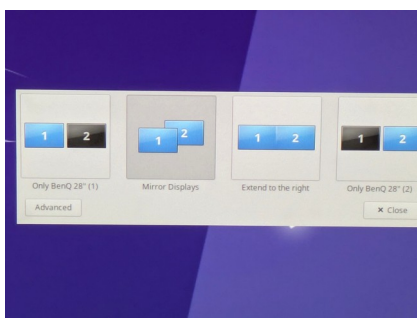 1 2
1 2
1 2
1 2
Only BenQ 28" (1)
Mirror Displays
Extend to the right
Only BenQ 28" (2)
Advanced
× Close